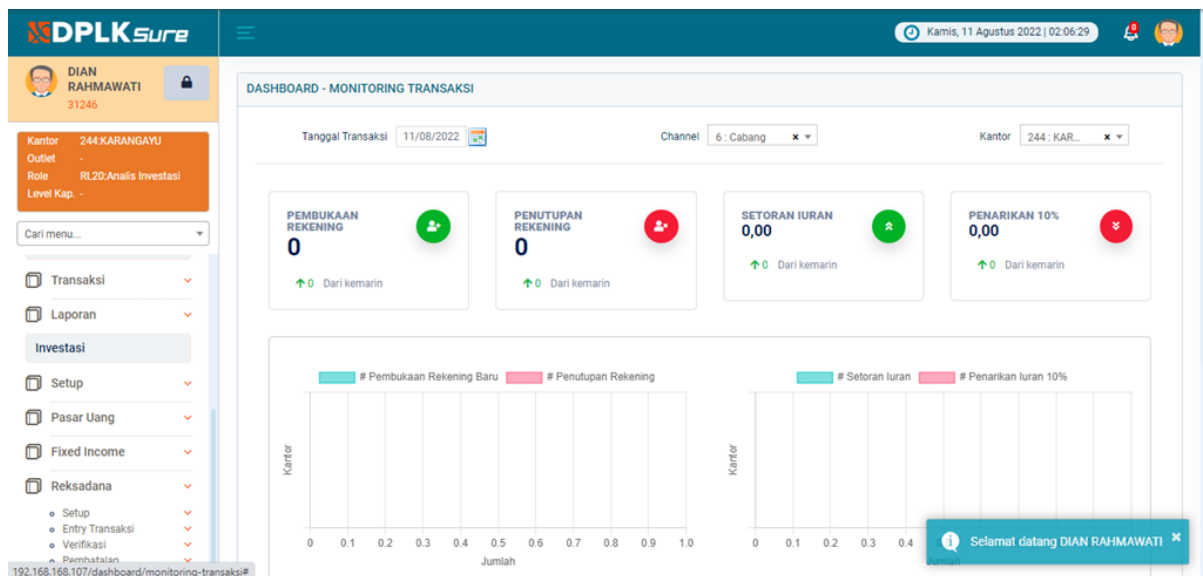 DPLKSure
Kamis, 11 Agustus 2022 | 02:06:29
DIAN
RAHMAWATI
31246
Kantor 244:KARANGAYU
Outlet -
Role RL20:Analis Investasi
Level Kap. -
Cari menu...
Transaksi
Laporan
Investasi
Setup
Pasar Uang
Fixed Income
Reksadana
Setup
Entry Transaksi
Verifikasi
Pembatalan
192.168.168.107/dashboard/monitoring-transaksi#
DASHBOARD - MONITORING TRANSAKSI
Tanggal Transaksi 11/08/2022 Channel 6 : Cabang × Kantor 244 : KAR... ×
PEMBUKAAN
REKENING
0
0 Dari kemarin
PENUTUPAN
REKENING
0
0 Dari kemarin
SETORAN IURAN
0,00
0 Dari kemarin
PENARIKAN 10%
0,00
0 Dari kemarin
# Pembukaan Rekening Baru # Penutupan Rekening
Kantor
0 0.1 0.2 0.3 0.4 0.5 0.6 0.7 0.8 0.9 1.0
Jumlah
# Setoran Iuran # Penarikan Iuran 10%
Kantor
0 0.1 0.2 0.3 0.4
Jumlah
Selamat datang DIAN RAHMAWATI ×